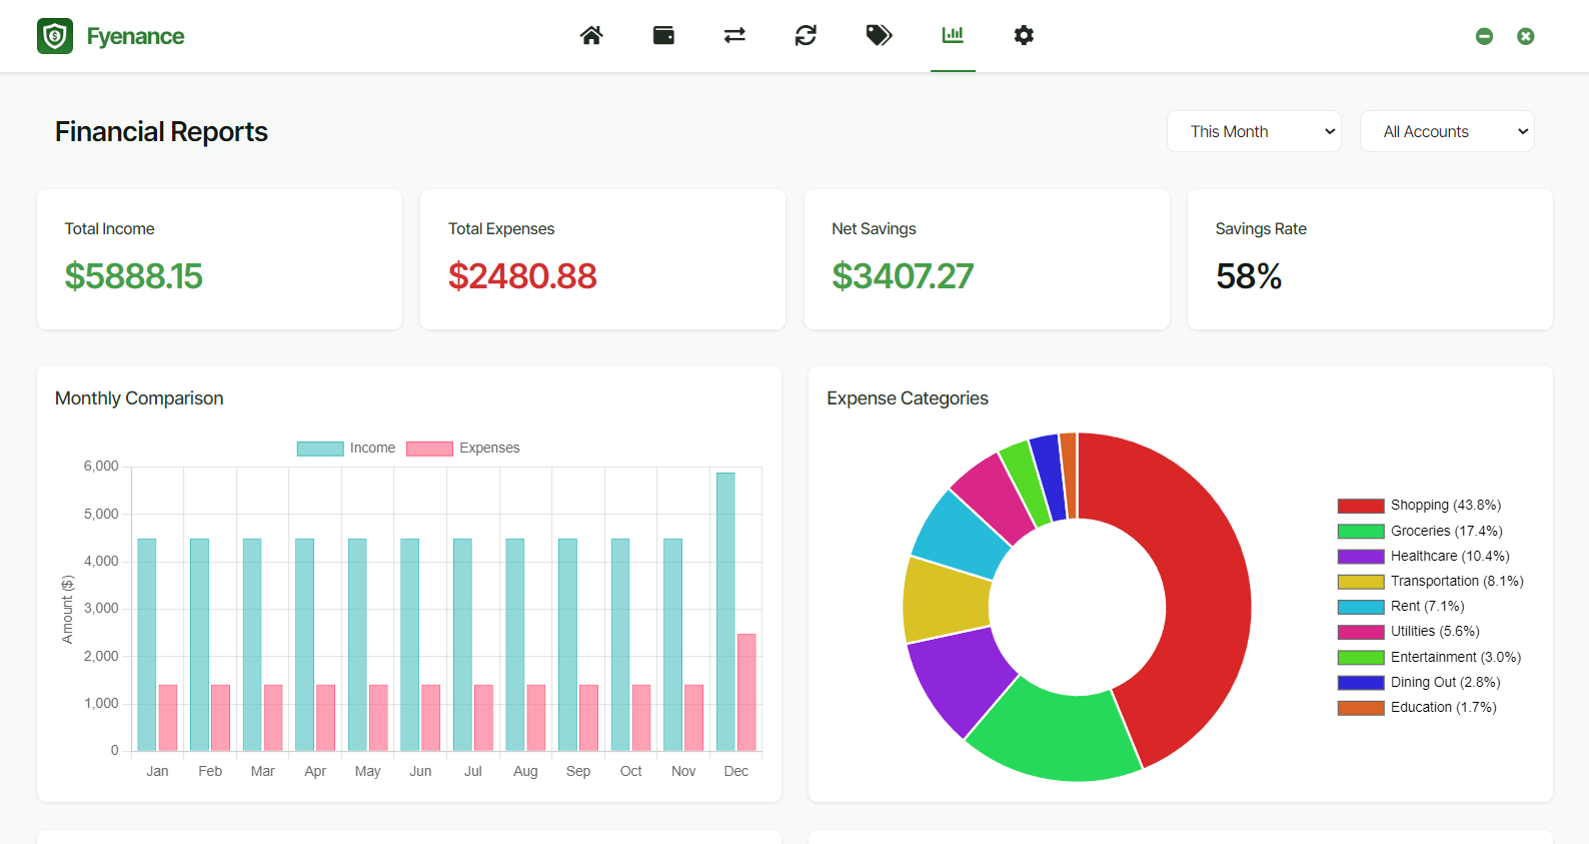 Fyenance
Financial Reports
This Month
All Accounts
Total Income
$5888.15
Total Expenses
$2480.88
Net Savings
$3407.27
Savings Rate
58%
Monthly Comparison
Income Expenses
Amount ($)
6,000
5,000
4,000
3,000
2,000
1,000
0
Jan Feb Mar Apr May Jun Jul Aug Sep Oct Nov Dec
Expense Categories
Shopping (43.8%)
Groceries (17.4%)
Healthcare (10.4%)
Transportation (8.1%)
Rent (7.1%)
Utilities (5.6%)
Entertainment (3.0%)
Dining Out (2.8%)
Education (1.7%)